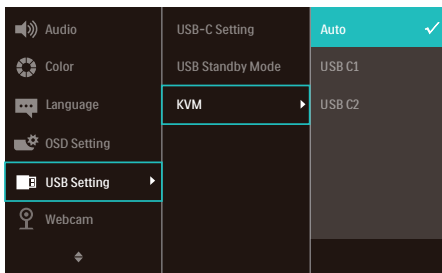 Audio
Color
Language
OSD Setting
USB Setting
Webcam
USB-C Setting
USB Standby Mode
KVM
Auto
USB C1
USB C2